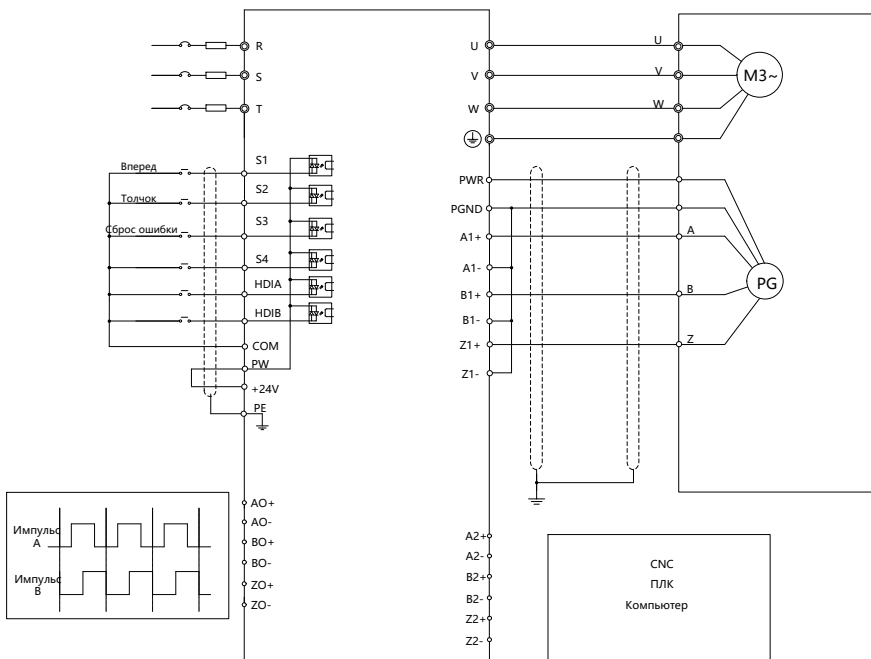 R
S
T
U
V
W
U
V
W
M3~
Вперед
Толчок
Сброс ошибки
S1
S2
S3
S4
HDIA
HDIB
COM
PW
+24V
PE
PWR
PGND
A1+
A1-
B1+
B1-
Z1+
Z1-
A
B
Z
PG
Импульс
A
Импульс
B
AO+
AO-
BO+
BO-
ZO+
ZO-
A2+
A2-
B2+
B2-
Z2+
Z2-
CNC
ПЛК
Компьютер